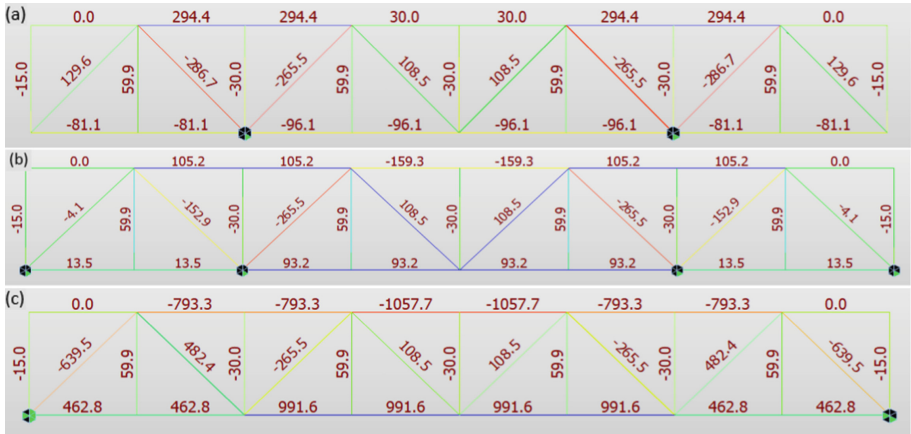 (a)
0.0 294.4 294.4 30.0 30.0 294.4 294.4 0.0
-15.0 129.6 59.9 -286.7 -30.0 -265.5 59.9 108.5 -30.0 108.5 59.9 -265.5 -30.0 -286.7 59.9 129.6 -15.0
-81.1 -81.1 -96.1 -96.1 -96.1 -96.1 -81.1 -81.1
(b)
0.0 105.2 105.2 -159.3 -159.3 105.2 105.2 0.0
-15.0 -4.1 59.9 -152.9 -30.0 -265.5 59.9 108.5 -30.0 108.5 59.9 -265.5 -30.0 -152.9 59.9 -4.1 -15.0
13.5 13.5 93.2 93.2 93.2 93.2 13.5 13.5
(c)
0.0 -793.3 -793.3 -1057.7 -1057.7 -793.3 -793.3 0.0
-15.0 -639.5 59.9 482.4 -30.0 -265.5 59.9 108.5 -30.0 108.5 59.9 -265.5 -30.0 482.4 59.9 -639.5 -15.0
462.8 462.8 991.6 991.6 991.6 991.6 462.8 462.8